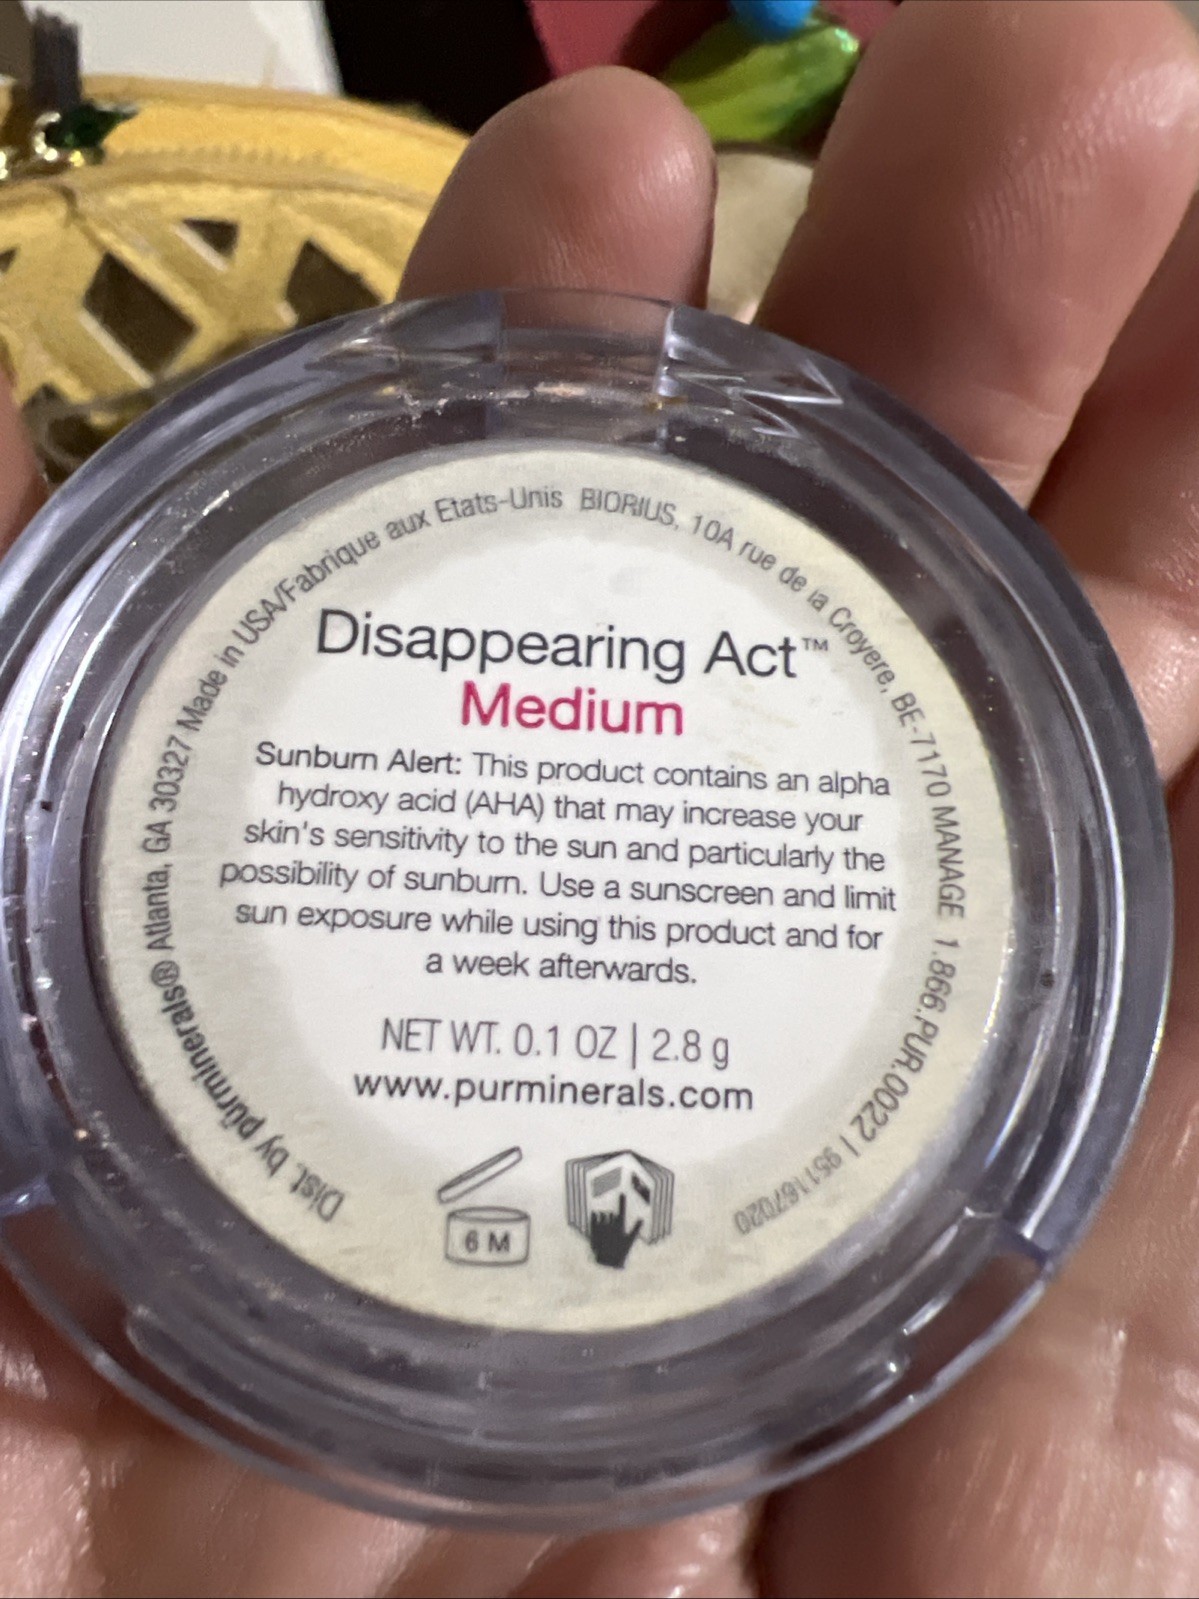 Disappearing Act™
Medium
Sunburn Alert: This product contains an alpha
hydroxy acid (AHA) that may increase your
skin's sensitivity to the sun and particularly the
possibility of sunburn. Use a sunscreen and limit
sun exposure while using this product and for
a week afterwards.
NET WT. 0.1 OZ | 2.8 g
www.purminerals.com
6 M
Dist. by pürminerals® Atlanta, GA 30327 Made in USA/Fabrique aux Etats-Unis BIORIUS, 10A rue de la Croyere, BE-7170 MANAGE 1.866.PUR.0022 | 951167020